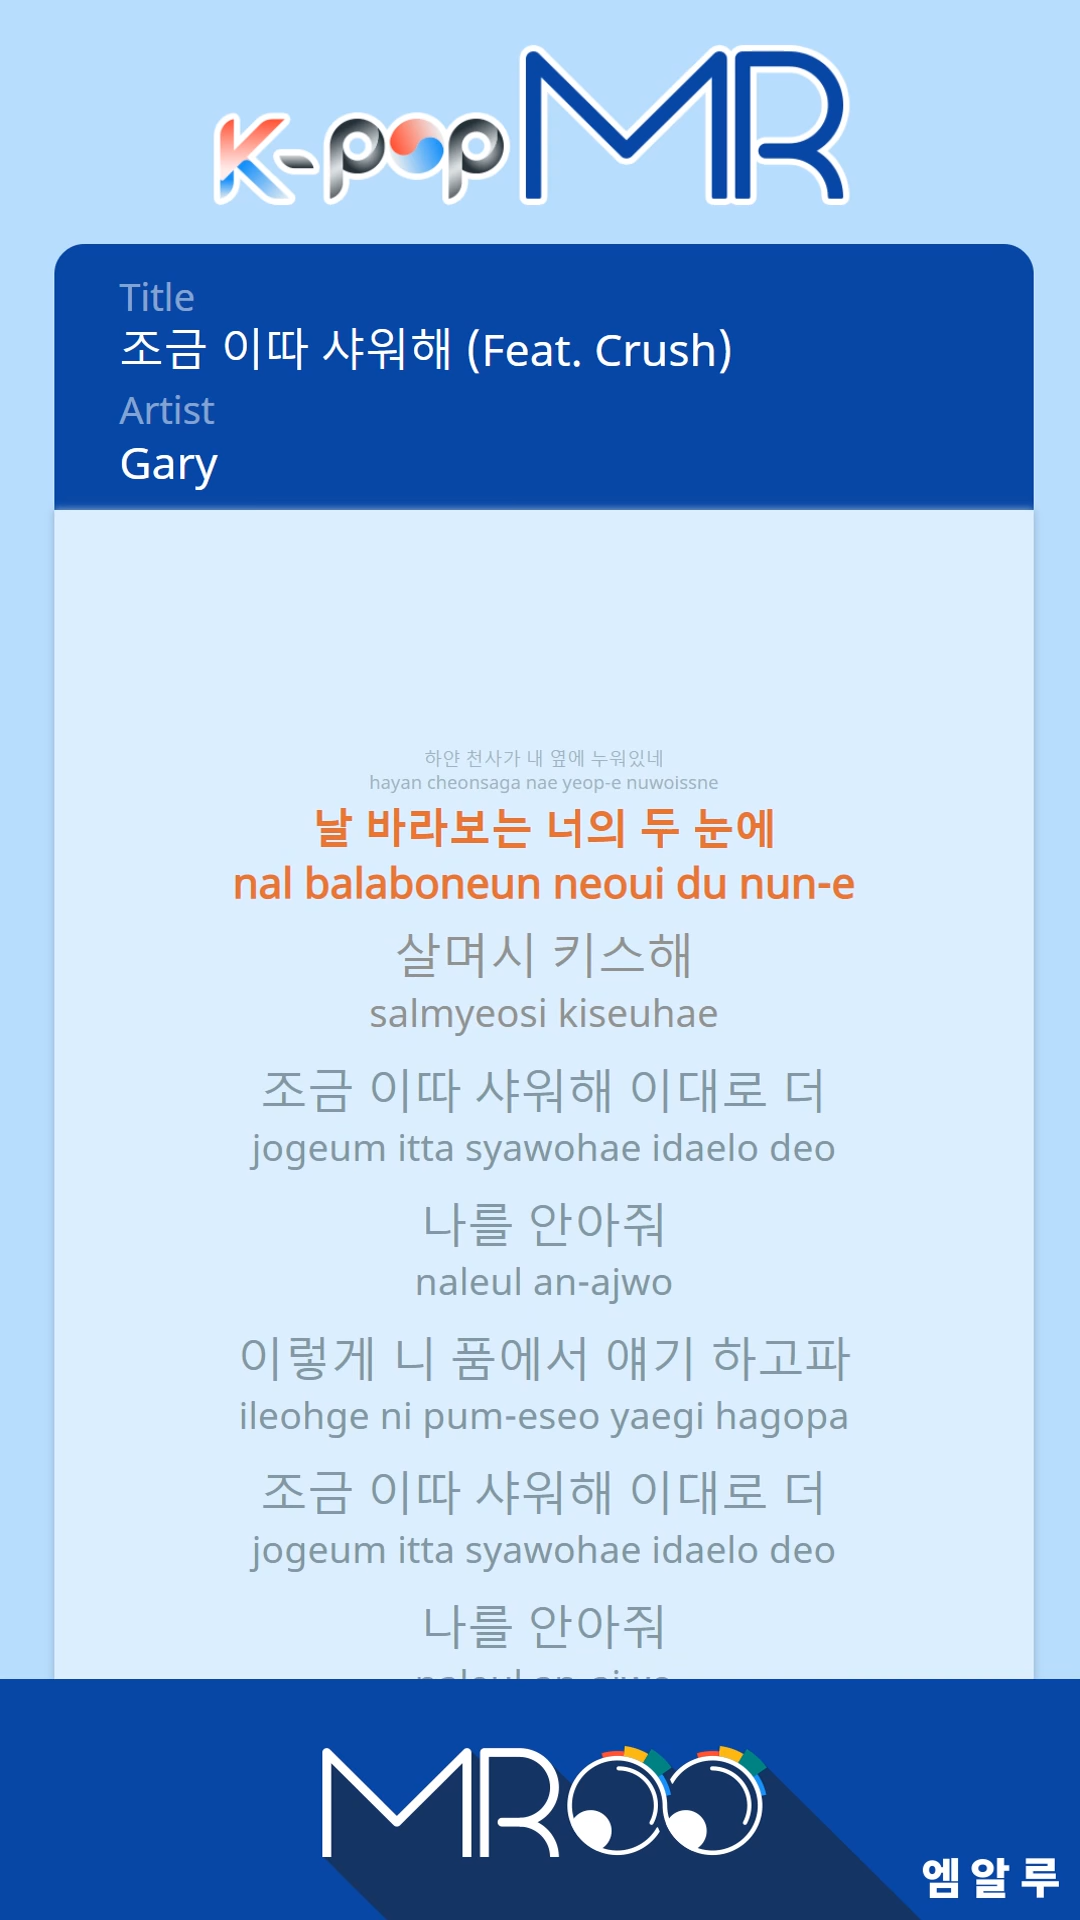 K-pop MR
Title
조금 이따 샤워해 (Feat. Crush)
Artist
Gary
하얀 천사가 내 옆에 누워있네
hayan cheonsaga nae yeop-e nuwoissne
날 바라보는 너의 두 눈에
nal balaboneun neoui du nun-e
살며시 키스해
salmyeosi kiseuhae
조금 이따 샤워해 이대로 더
jogeum itta syawohae idaelo deo
나를 안아줘
naleul an-ajwo
이렇게 니 품에서 얘기 하고파
ileohge ni pum-eseo yaegi hagopa
조금 이따 샤워해 이대로 더
jogeum itta syawohae idaelo deo
나를 안아줘
MROO
엠알루